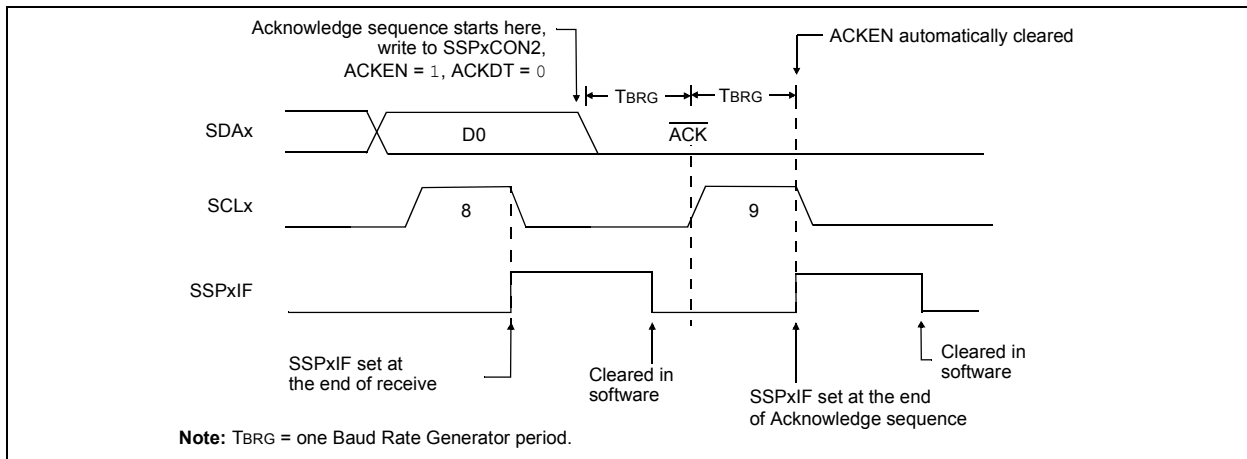 Acknowledge sequence starts here,
write to SSPxCON2,
ACKEN = 1, ACKDT = 0
ACKEN automatically cleared
TBRG
TBRG
SDAx
D0
ACK
SCLx
8
9
SSPxIF
SSPxIF set at
the end of receive
Cleared in
software
SSPxIF set at the end
of Acknowledge sequence
Cleared in
software
Note: TBRG = one Baud Rate Generator period.